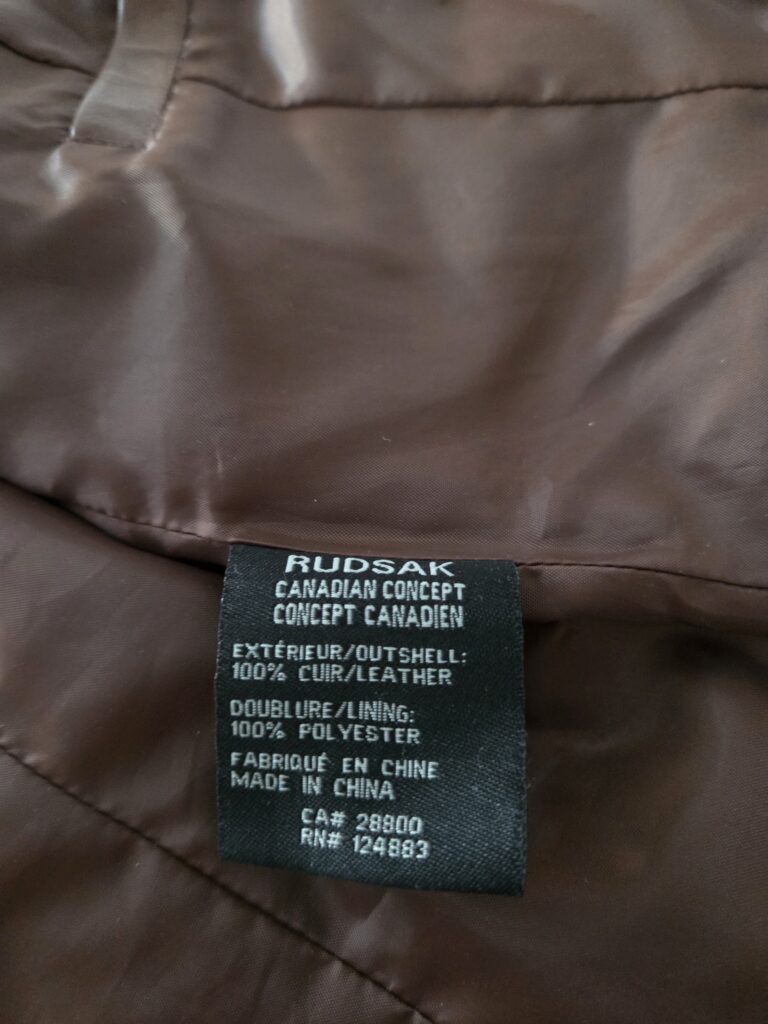 RUDSAK
CANADIAN CONCEPT
CONCEPT CANADIEN
EXTÉRIEUR/OUTSHELL:
100% CUIR/LEATHER
DOUBLURE/LINING:
100% POLYESTER
FABRIQUÉ EN CHINE
MADE IN CHINA
CA# 28800
RN# 124883